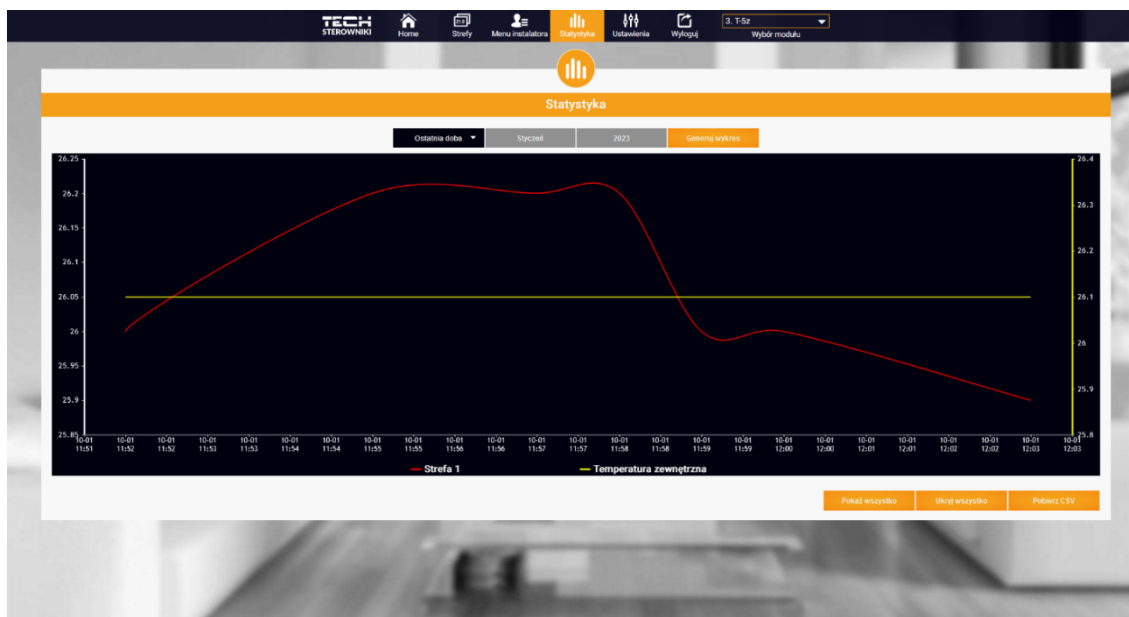 TECH
STEROWNIKI
Home
Strefy
Menu instalatora
Statystyka
Ustawienia
Wyloguj
3. T-5z
Wybór modułu
Statystyka
Ostatnia doba
Styczeń
2023
Generuj wykres
26.25
26.2
26.15
26.1
26.05
26
25.95
25.9
25.85
26.4
26.3
26.2
26.1
26
25.9
25.8
10-01 10-01 10-01 10-01 10-01 10-01 10-01 10-01 10-01 10-01 10-01 10-01 10-01 10-01 10-01 10-01 10-01 10-01 10-01 10-01 10-01 10-01 10-01 10-01 10-01
11:51 11:52 11:52 11:53 11:53 11:54 11:54 11:55 11:55 11:56 11:56 11:57 11:57 11:58 11:58 11:59 11:59 12:00 12:00 12:01 12:01 12:02 12:02 12:03 12:03
Strefa 1
Temperatura zewnętrzna
Pokaż wszystko
Ukryj wszystko
Pobierz CSV